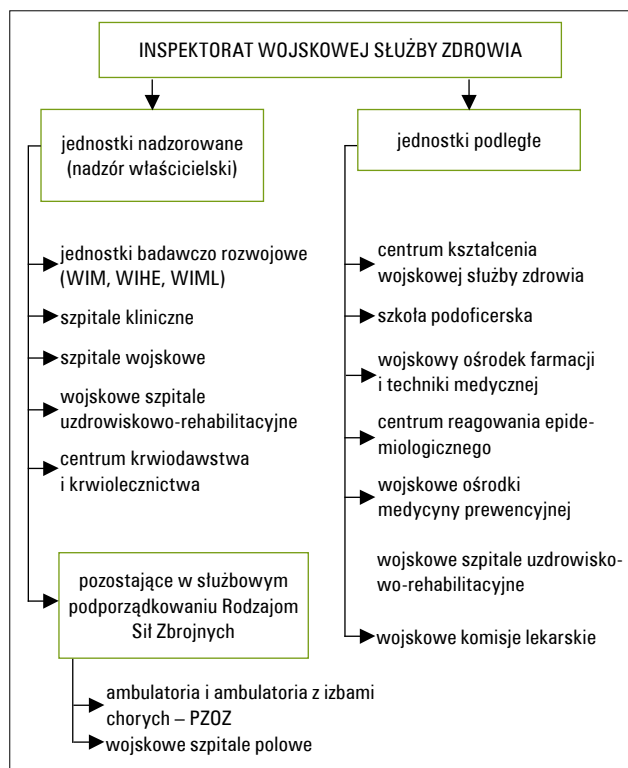 INSPEKTORAT WOJSKOWEJ SŁUŻBY ZDROWIA
jednostki nadzorowane
(nadzór właścicielski)
jednostki badawczo rozwojowe
(WIM, WIHE, WIML)
szpitale kliniczne
szpitale wojskowe
wojskowe szpitale
uzdrowiskowo-rehabilitacyjne
centrum krwiodawstwa
i krwiolecznictwa
pozostające w służbowym
podporządkowaniu Rodzajom
Sił Zbrojnych
ambulatoria i ambulatoria z izbami
chorych – PZOZ
wojskowe szpitale polowe
jednostki podległe
centrum kształcenia
wojskowej służby zdrowia
szkoła podoficerska
wojskowy ośrodek farmacji
i techniki medycznej
centrum reagowania epide-
miologicznego
wojskowe ośrodki
medycyny prewencyjnej
wojskowe szpitale uzdrowisko-
wo-rehabilitacyjne
wojskowe komisje lekarskie